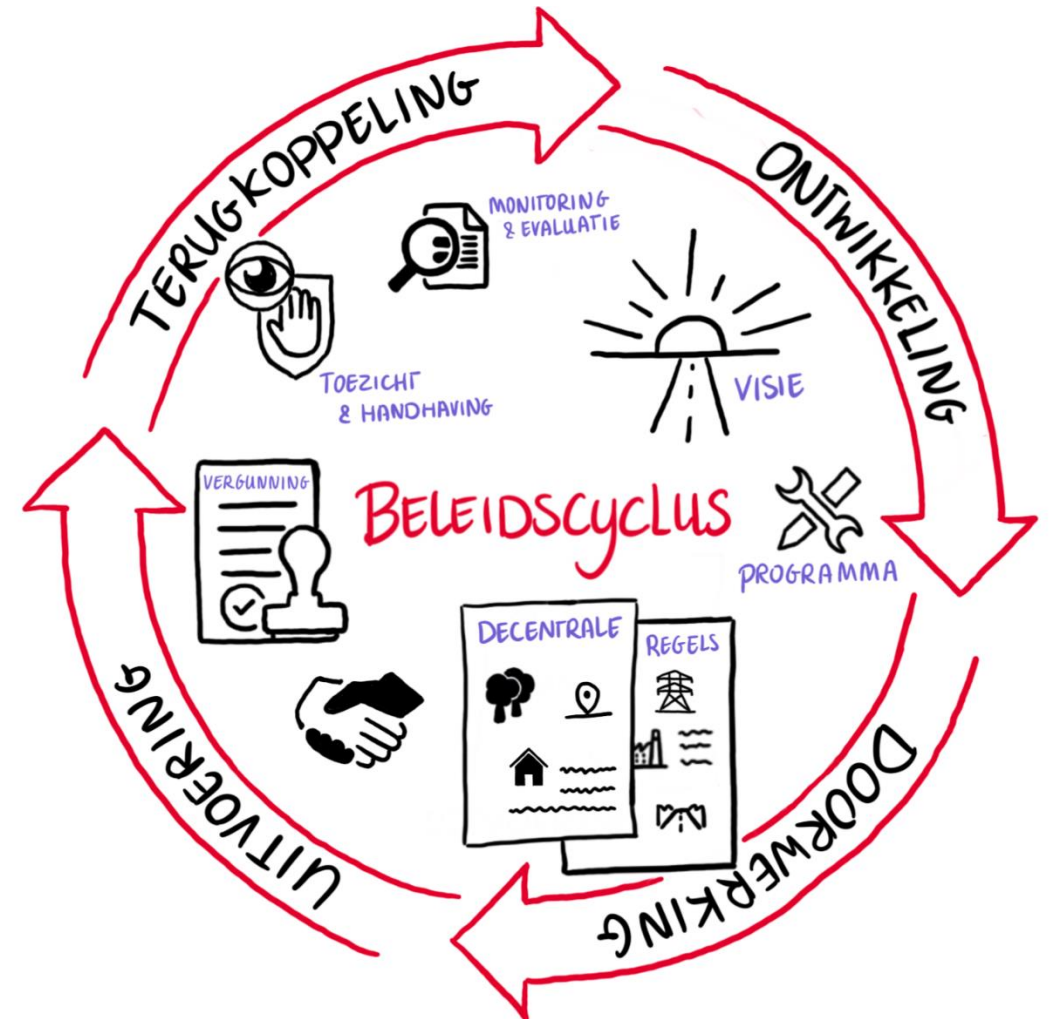 TERUGKOPPELING
ONTWIKKELING
MONITORING
& EVALUATIE
TOEZICHT
& HANDHAVING
VISIE
VERGUNNING
BELEIDSCYCLUS
PROGRAMMA
DECENTRALE
REGELS
UITVOERING
DOORWERKING